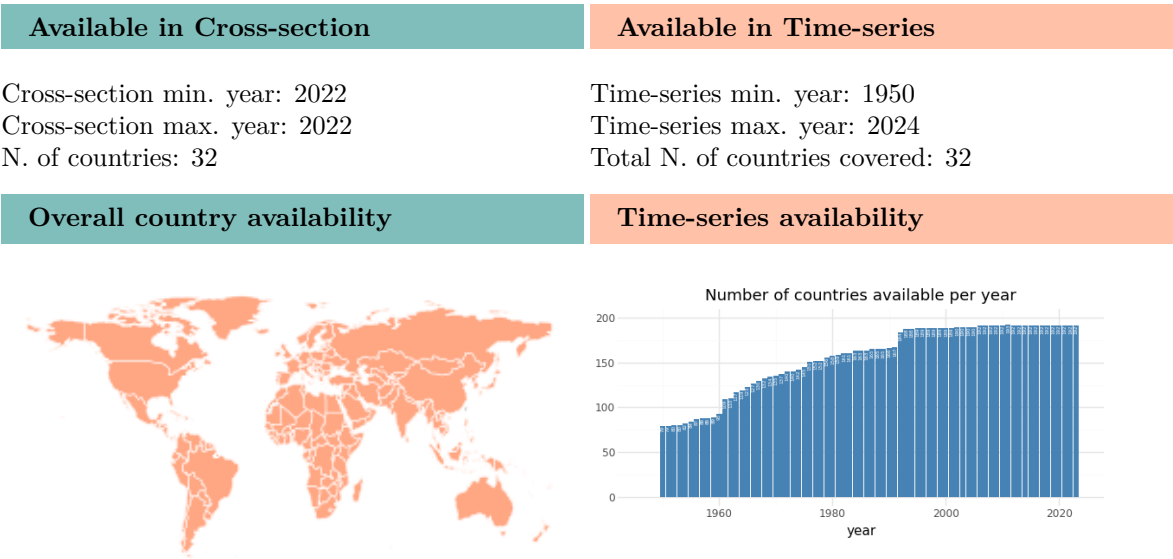 Available in Cross-section
Available in Time-series
Cross-section min. year: 2022
Cross-section max. year: 2022
N. of countries: 32
Time-series min. year: 1950
Time-series max. year: 2024
Total N. of countries covered: 32
Overall country availability
Time-series availability
Number of countries available per year
200
150
100
50
0
1960
1980
2000
2020
year